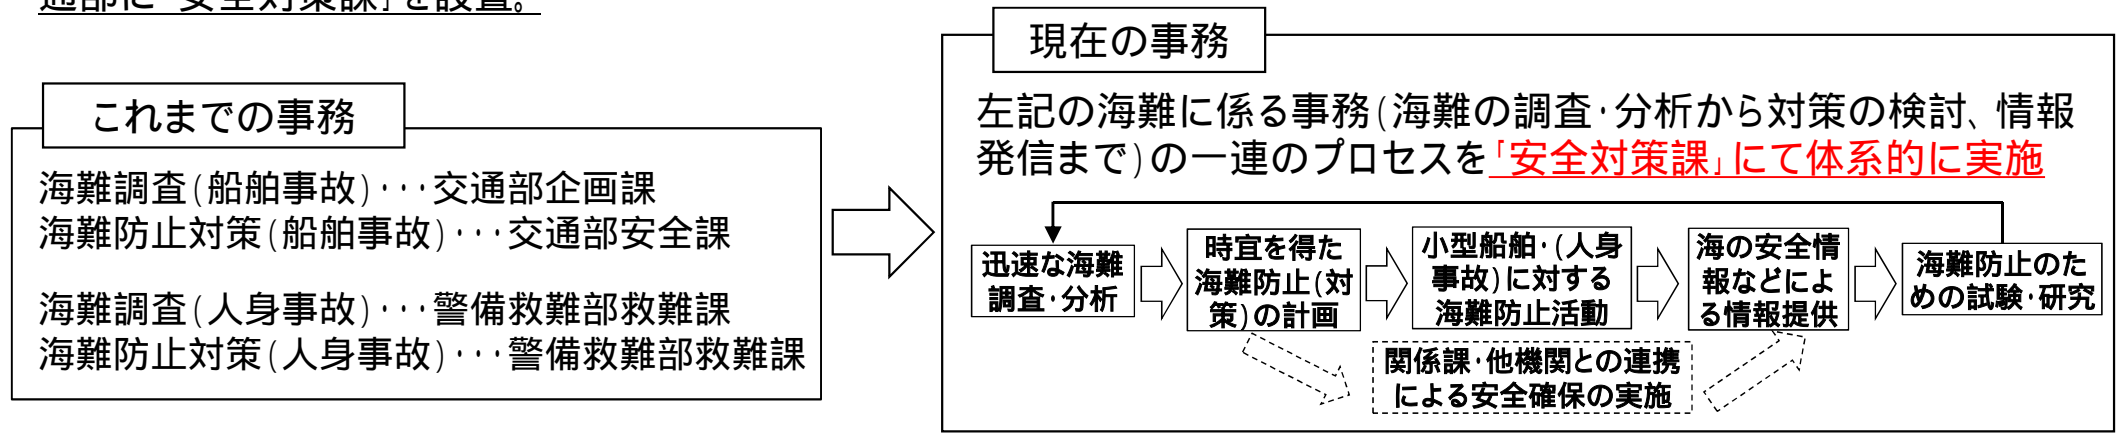 通部に「安全対策課」を設置。
これまでの事務
海難調査(船舶事故)・・・交通部企画課
海難防止対策(船舶事故)・・・交通部安全課
海難調査(人身事故)・・・警備救難部救難課
海難防止対策(人身事故)・・・警備救難部救難課
現在の事務
左記の海難に係る事務(海難の調査・分析から対策の検討、情報
発信まで)の一連のプロセスを「安全対策課」にて体系的に実施
迅速な海難
調査・分析
時宜を得た
海難防止(対
策)の計画
小型船舶・(人身
事故)に対する
海難防止活動
海の安全情
報などによ
る情報提供
海難防止のた
めの試験・研究
関係課・他機関との連携
による安全確保の実施